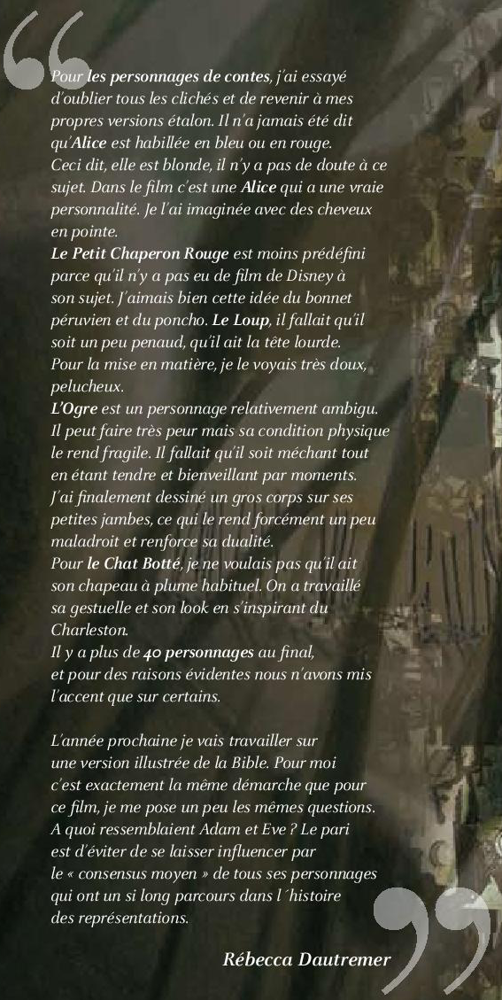 “
Pour les personnages de contes, j’ai essayé
d’oublier tous les clichés et de revenir à mes
propres versions étalon. Il n’a jamais été dit
qu’Alice est habillée en bleu ou en rouge.
Ceci dit, elle est blonde, il n’y a pas de doute à ce
sujet. Dans le film c’est une Alice qui a une vraie
personnalité. Je l’ai imaginée avec des cheveux
en pointe.
Le Petit Chaperon Rouge est moins prédéfini
parce qu’il n’y a pas eu de film de Disney à
son sujet. J’aimais bien cette idée du bonnet
péruvien et du poncho. Le Loup, il fallait qu’il
soit un peu penaud, qu’il ait la tête lourde.
Pour la mise en matière, je le voyais très doux,
pelucheux.
L’Ogre est un personnage relativement ambigu.
Il peut faire très peur mais sa condition physique
le rend fragile. Il fallait qu’il soit méchant tout
en étant tendre et bienveillant par moments.
J’ai finalement dessiné un gros corps sur ses
petites jambes, ce qui le rend forcément un peu
maladroit et renforce sa dualité.
Pour le Chat Botté, je ne voulais pas qu’il ait
son chapeau à plume habituel. On a travaillé
sa gestuelle et son look en s’inspirant du
Charleston.
Il y a plus de 40 personnages au final,
et pour des raisons évidentes nous n’avons mis
l’accent que sur certains.
L’année prochaine je vais travailler sur
une version illustrée de la Bible. Pour moi
c’est exactement la même démarche que pour
ce film, je me pose un peu les mêmes questions.
A quoi ressemblaient Adam et Eve ? Le pari
est d’éviter de se laisser influencer par
le « consensus moyen » de tous ses personnages
qui ont un si long parcours dans l ´histoire
des représentations.
”
Rébecca Dautremer